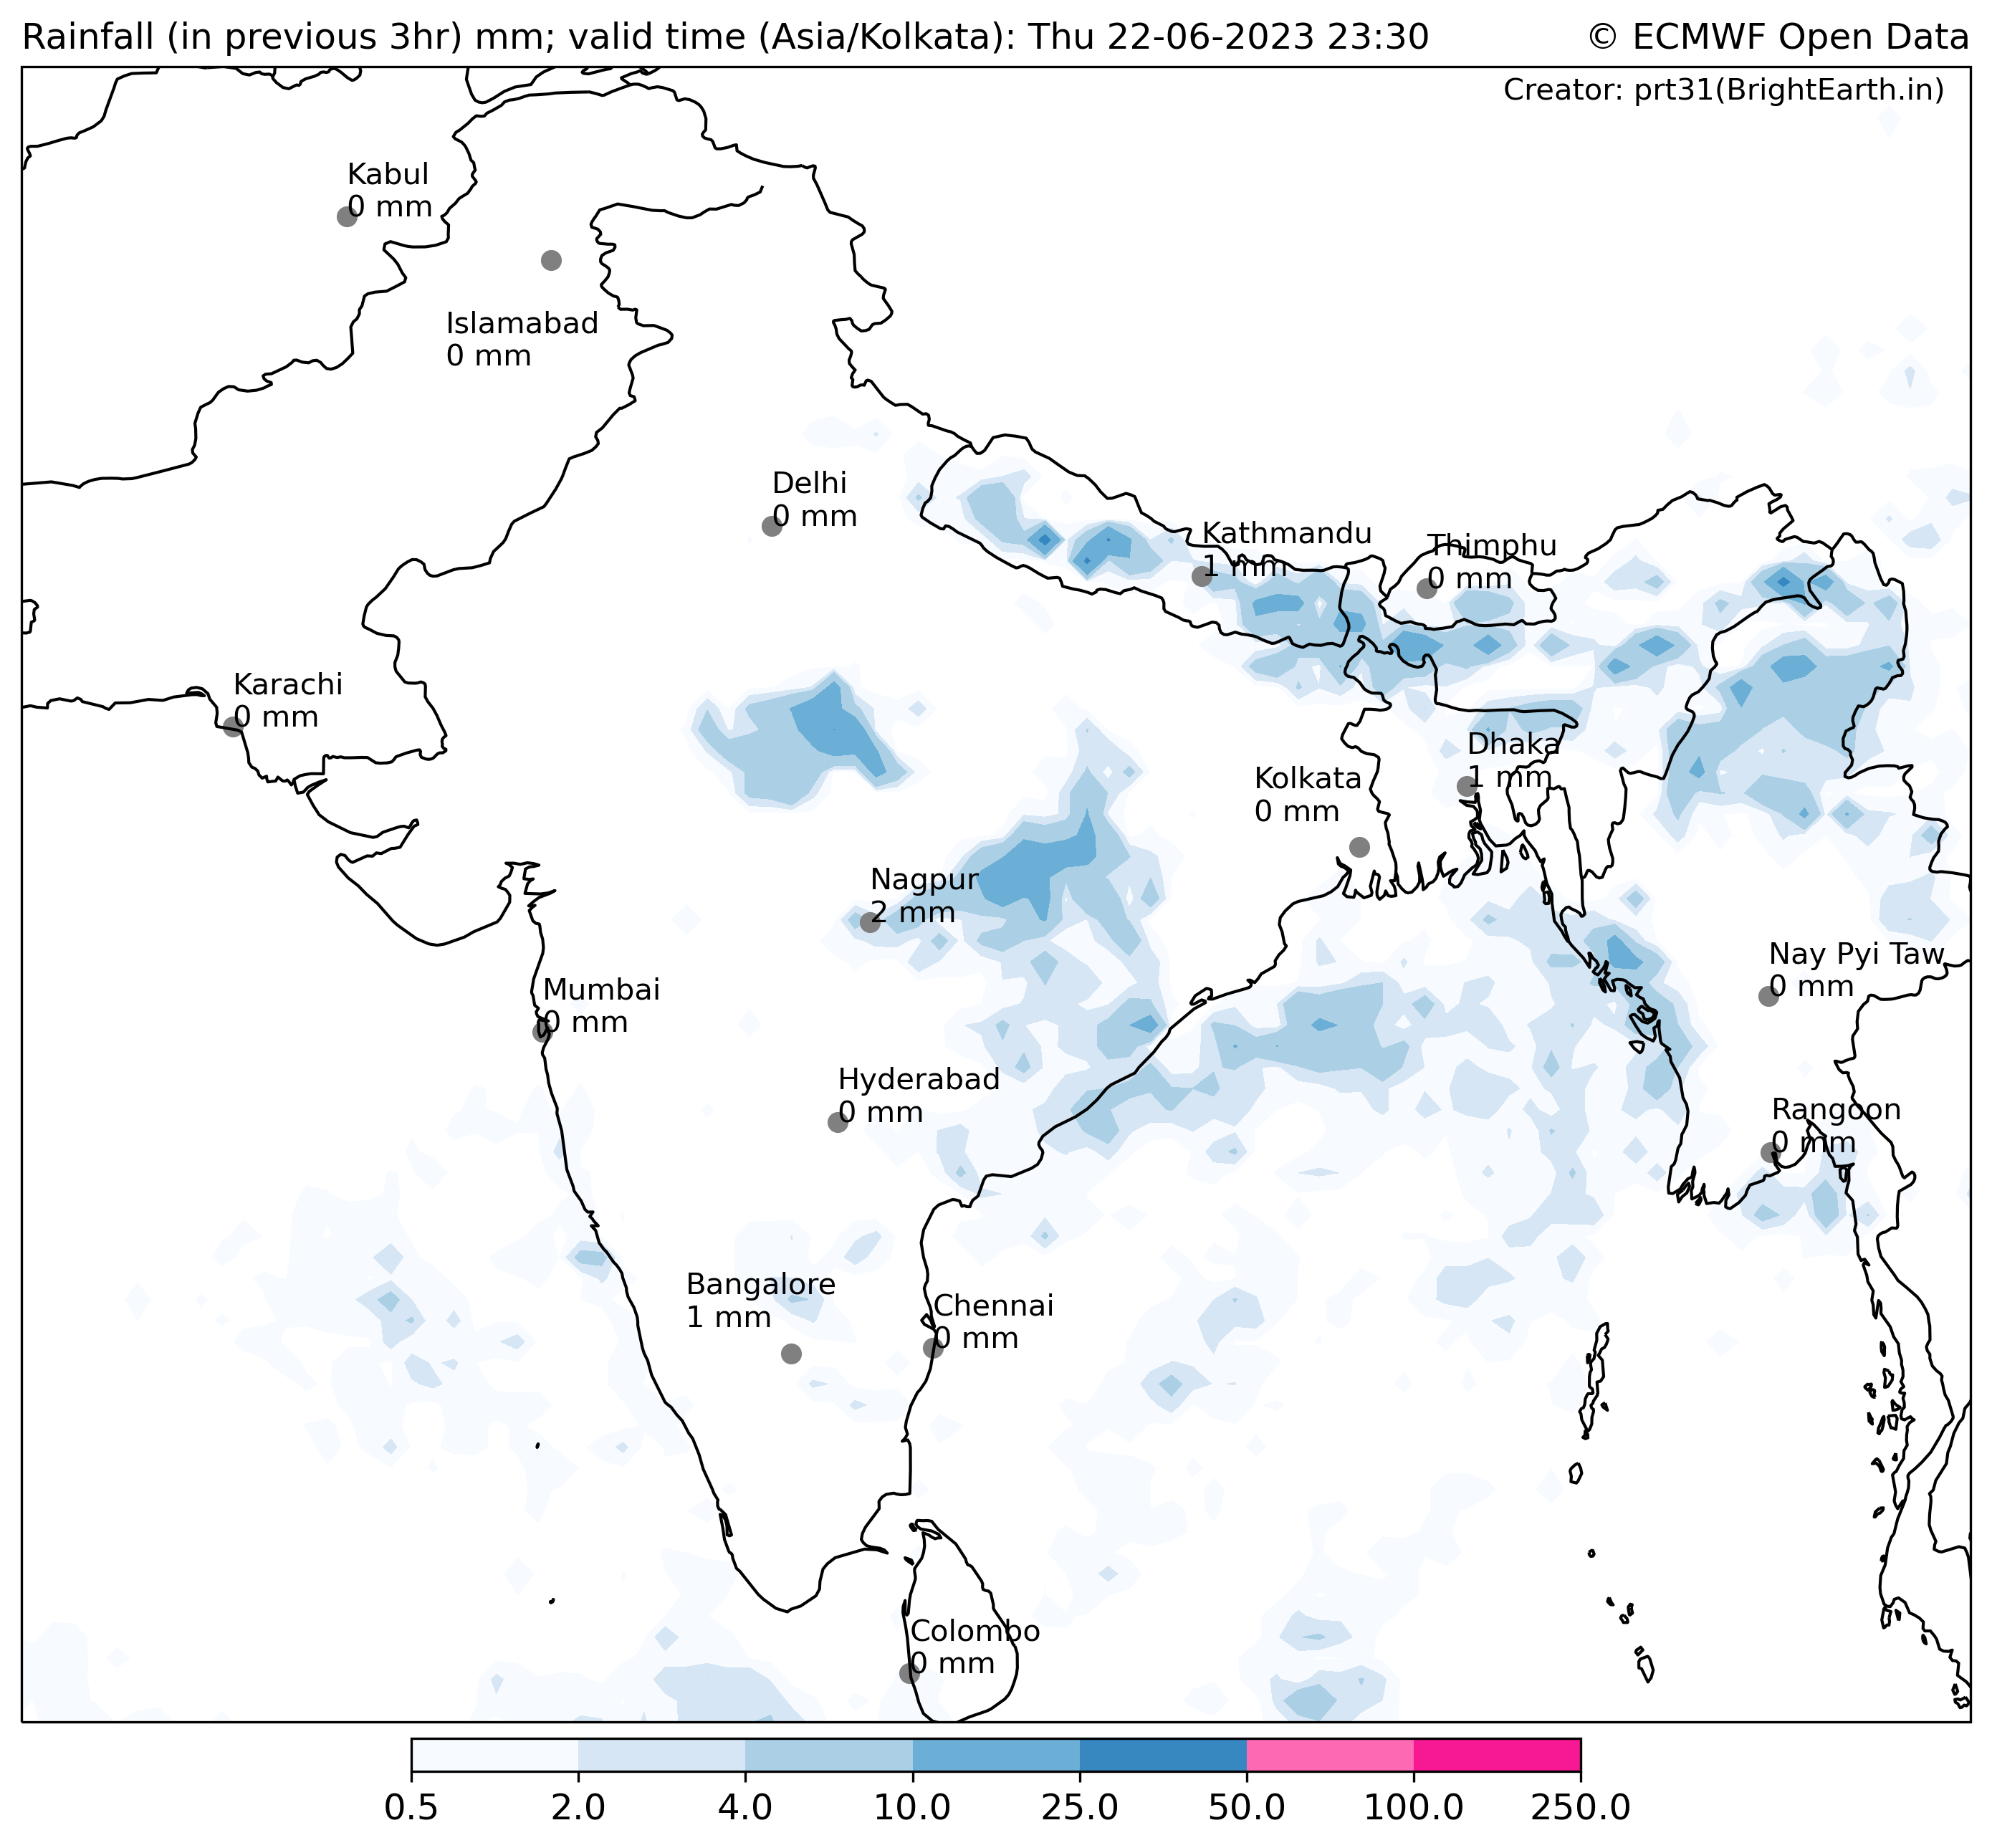 Rainfall (in previous 3hr) mm; valid time (Asia/Kolkata): Thu 22-06-2023 23:30
© ECMWF Open Data
Creator: prt31(BrightEarth.in)
Kabul
0 mm
Islamabad
0 mm
Delhi
0 mm
Kathmandu
1 mm
Thimphu
0 mm
Karachi
0 mm
Dhaka
1 mm
Kolkata
0 mm
Nagpur
2 mm
Nay Pyi Taw
0 mm
Mumbai
0 mm
Hyderabad
0 mm
Rangoon
0 mm
Bangalore
1 mm
Chennai
0 mm
Colombo
0 mm
0.5 2.0 4.0 10.0 25.0 50.0 100.0 250.0